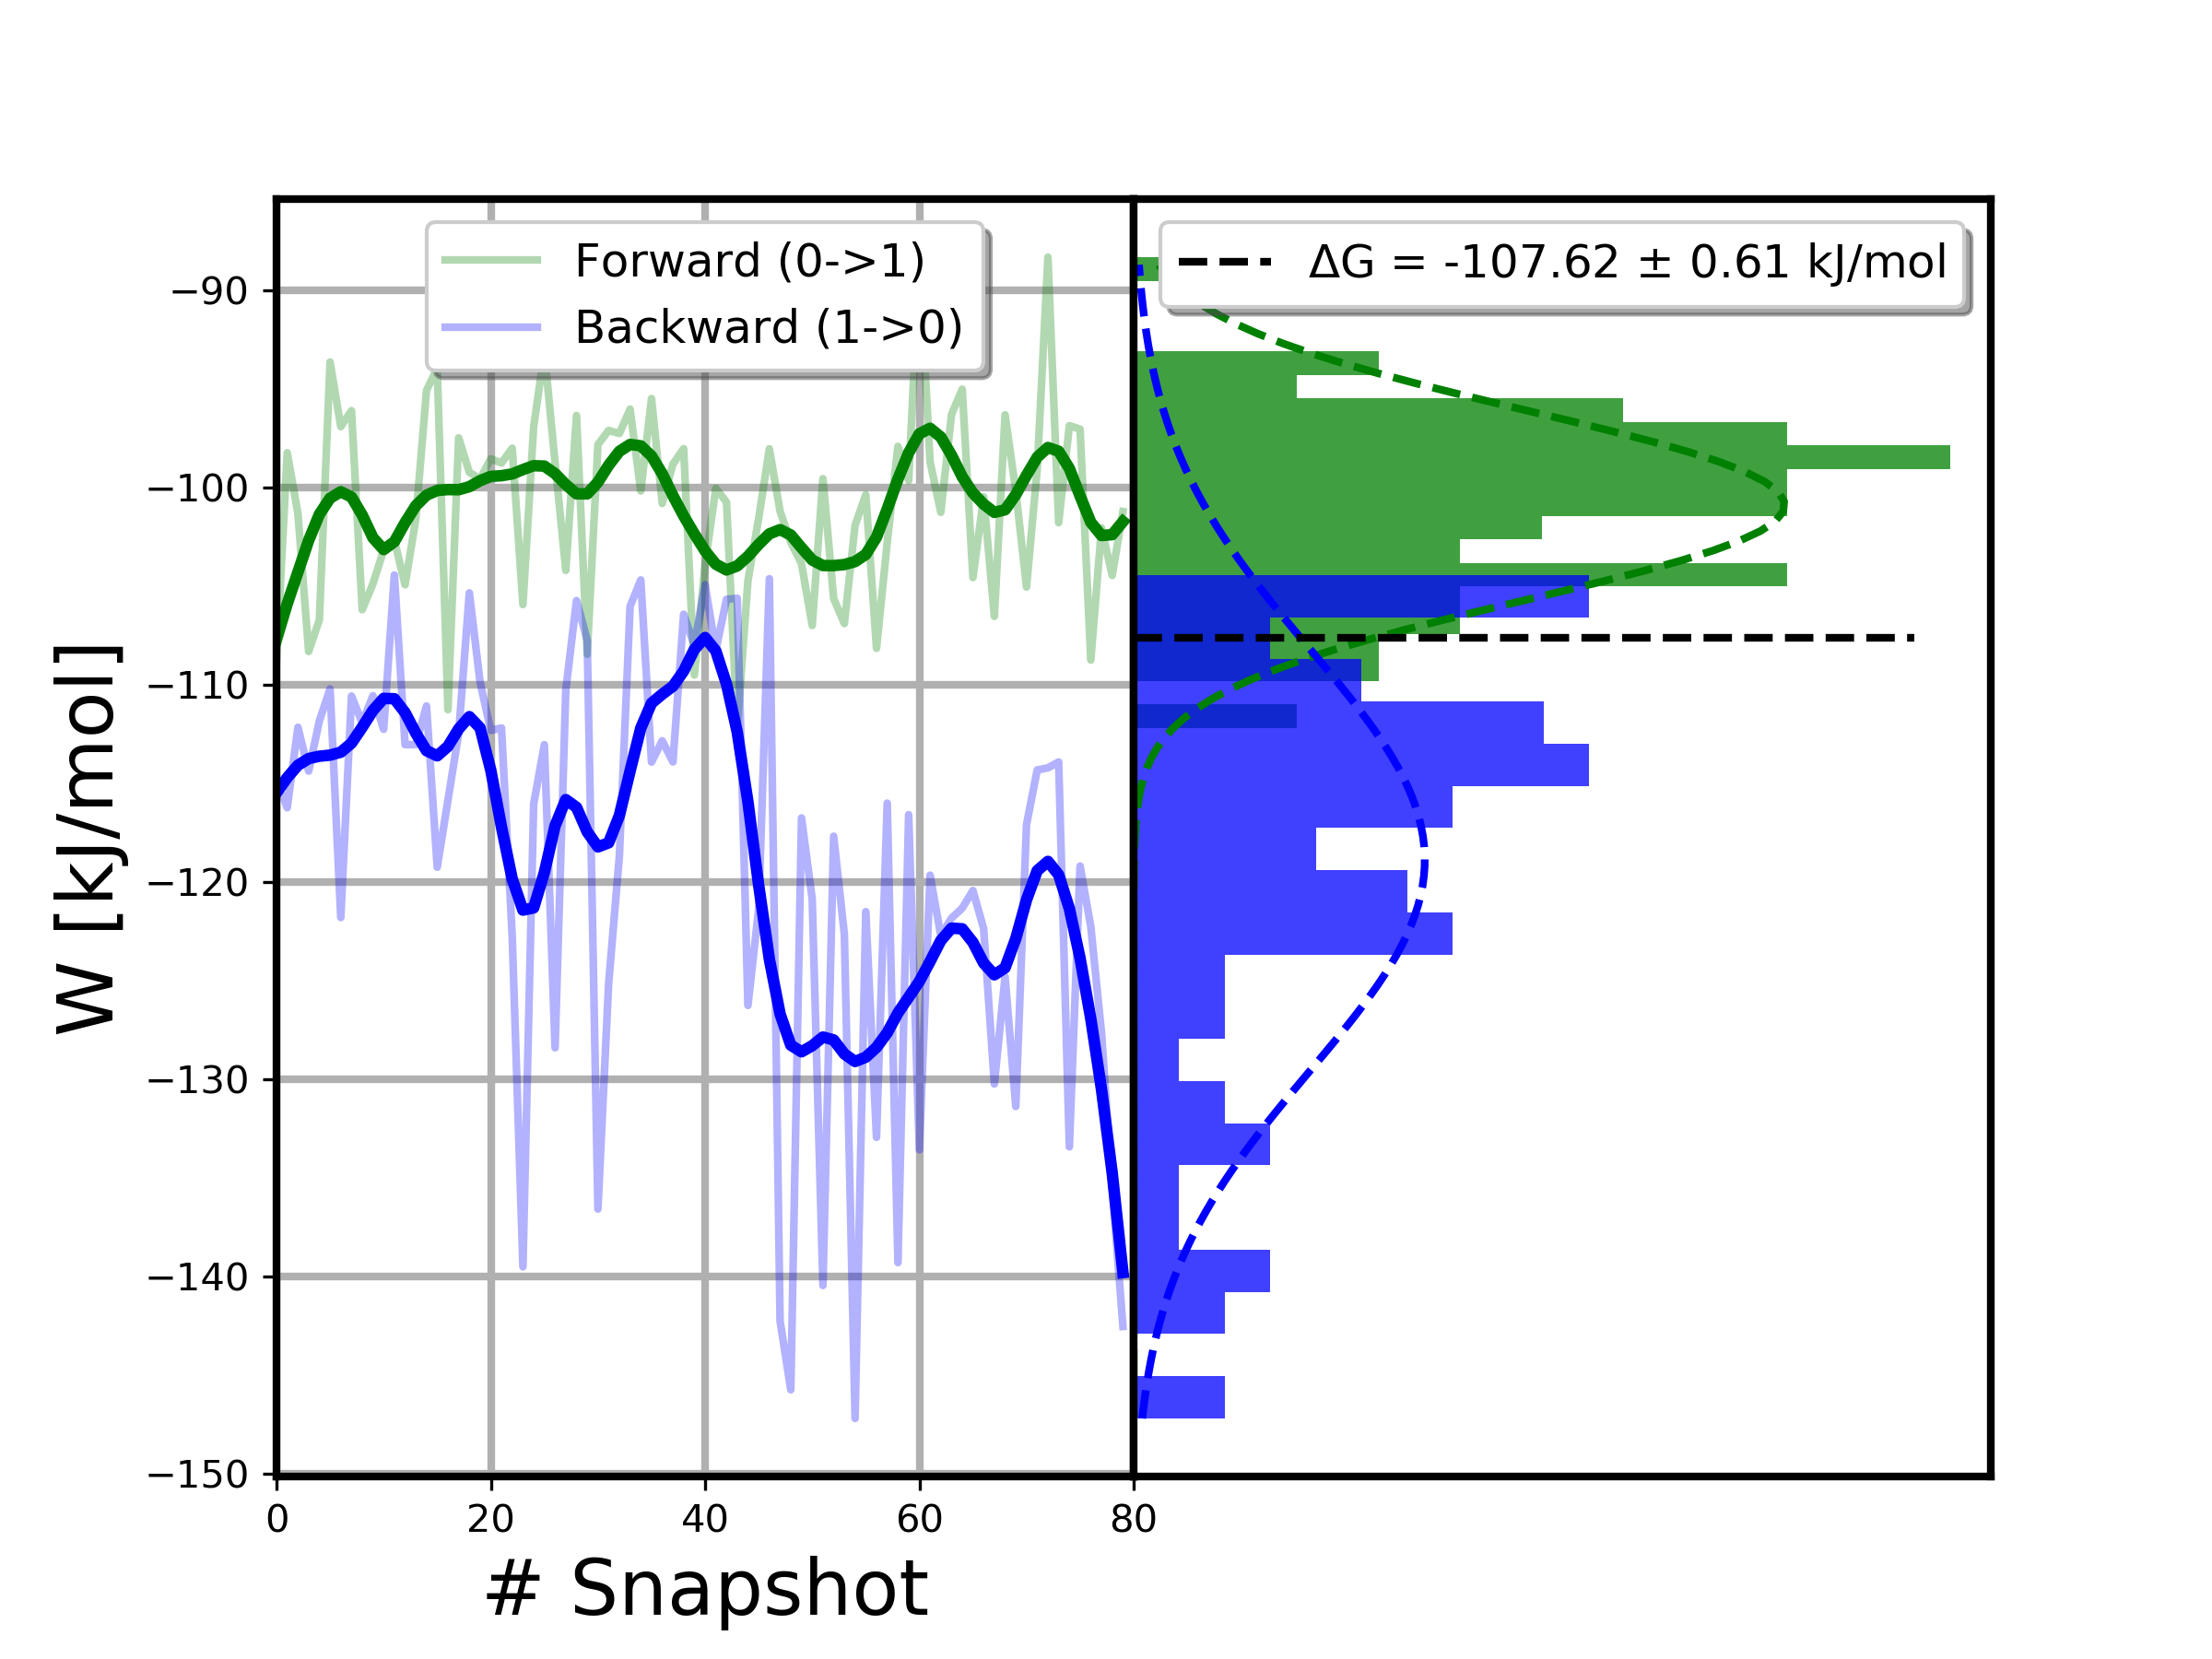 Forward (0->1)
Backward (1->0)
ΔG = -107.62 ± 0.61 kJ/mol
W [kJ/mol]
−90
−100
−110
−120
−130
−140
−150
0 20 40 60 80
# Snapshot